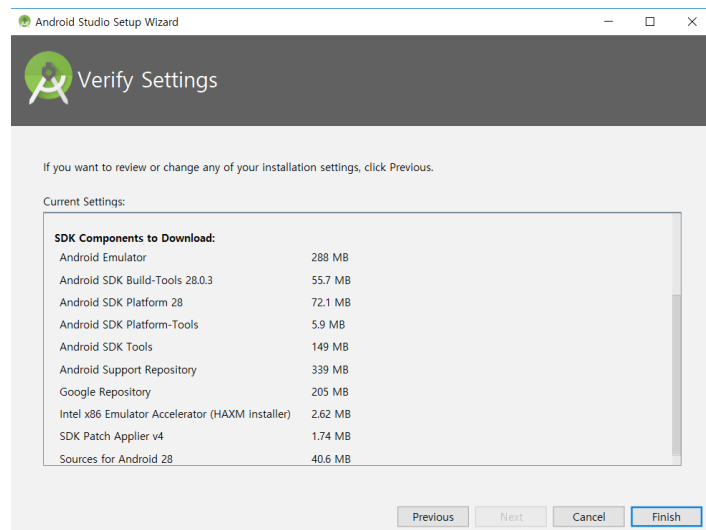 Android Studio Setup Wizard
Verify Settings
If you want to review or change any of your installation settings, click Previous.
Current Settings:
SDK Components to Download:
Android Emulator 288 MB
Android SDK Build-Tools 28.0.3 55.7 MB
Android SDK Platform 28 72.1 MB
Android SDK Platform-Tools 5.9 MB
Android SDK Tools 149 MB
Android Support Repository 339 MB
Google Repository 205 MB
Intel x86 Emulator Accelerator (HAXM installer) 2.62 MB
SDK Patch Applier v4 1.74 MB
Sources for Android 28 40.6 MB
Previous Next Cancel Finish